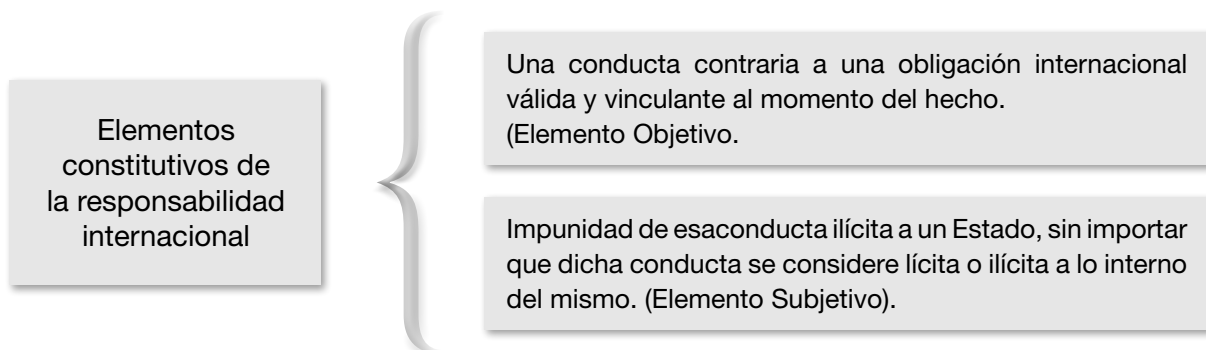 Elementos
constitutivos de
la responsabilidad
internacional
Una conducta contraria a una obligación internacional
válida y vinculante al momento del hecho.
(Elemento Objetivo.
Impunidad de esaconducta ilícita a un Estado, sin importar
que dicha conducta se considere lícita o ilícita a lo interno
del mismo. (Elemento Subjetivo).